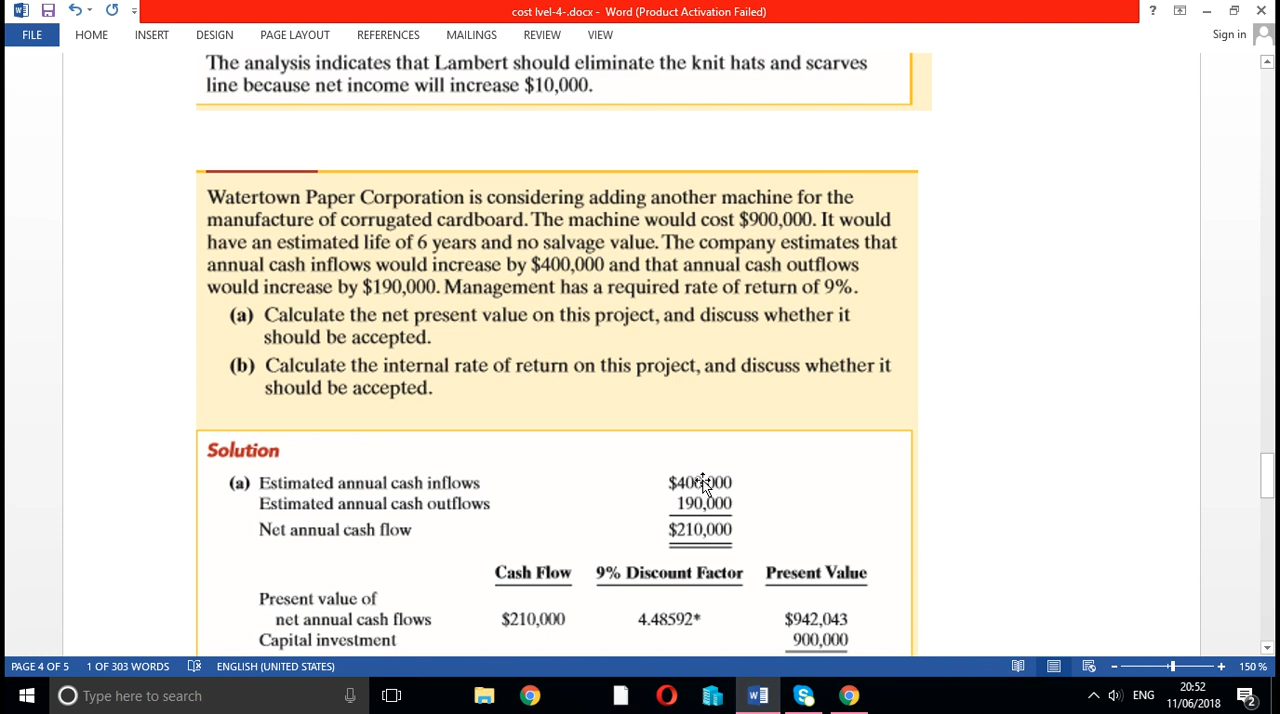 cost lvel-4-.docx - Word (Product Activation Failed)
?
FILE HOME INSERT DESIGN PAGE LAYOUT REFERENCES MAILINGS REVIEW VIEW Sign in
The analysis indicates that Lambert should eliminate the knit hats and scarves
line because net income will increase $10,000.
Watertown Paper Corporation is considering adding another machine for the
manufacture of corrugated cardboard. The machine would cost $900,000. It would
have an estimated life of 6 years and no salvage value. The company estimates that
annual cash inflows would increase by $400,000 and that annual cash outflows
would increase by $190,000. Management has a required rate of return of 9%.
(a) Calculate the net present value on this project, and discuss whether it
should be accepted.
(b) Calculate the internal rate of return on this project, and discuss whether it
should be accepted.
Solution
(a) Estimated annual cash inflows $400,000
Estimated annual cash outflows 190,000
Net annual cash flow $210,000
Cash Flow 9% Discount Factor Present Value
Present value of
net annual cash flows $210,000 4.48592* $942,043
Capital investment 900,000
PAGE 4 OF 5 1 OF 303 WORDS ENGLISH (UNITED STATES) 150 %
Type here to search
ENG
20:52
11/06/2018
2